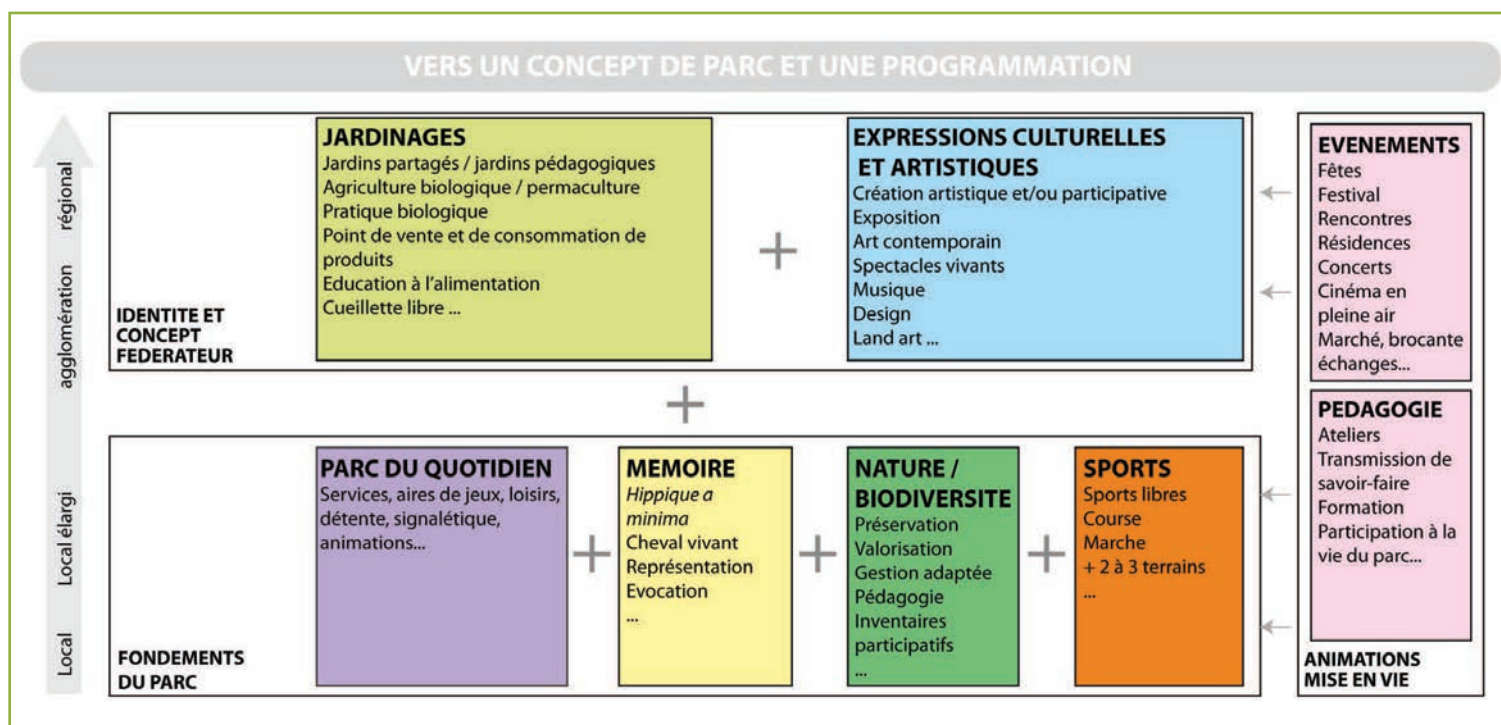 VERS UN CONCEPT DE PARC ET UNE PROGRAMMATION
régional
agglomération
Local élargi
Local
IDENTITE ET
CONCEPT
FEDERATEUR
JARDINAGES
Jardins partagés / jardins pédagogiques
Agriculture biologique / permaculture
Pratique biologique
Point de vente et de consommation de
produits
Education à l'alimentation
Cueillette libre ...
+
EXPRESSIONS CULTURELLES
ET ARTISTIQUES
Création artistique et/ou participative
Exposition
Art contemporain
Spectacles vivants
Musique
Design
Land art ...
+
FONDEMENTS
DU PARC
PARC DU QUOTIDIEN
Services, aires de jeux, loisirs,
détente, signalétique,
animations...
+
MEMOIRE
Hippique a
minima
Cheval vivant
Représentation
Evocation
...
+
NATURE /
BIODIVERSITE
Préservation
Valorisation
Gestion adaptée
Pédagogie
Inventaires
participatifs
...
+
SPORTS
Sports libres
Course
Marche
+ 2 à 3 terrains
...
EVENEMENTS
Fêtes
Festival
Rencontres
Résidences
Concerts
Cinéma en
pleine air
Marché, brocante
échanges...
PEDAGOGIE
Ateliers
Transmission de
savoir-faire
Formation
Participation à la
vie du parc...
ANIMATIONS
MISE EN VIE